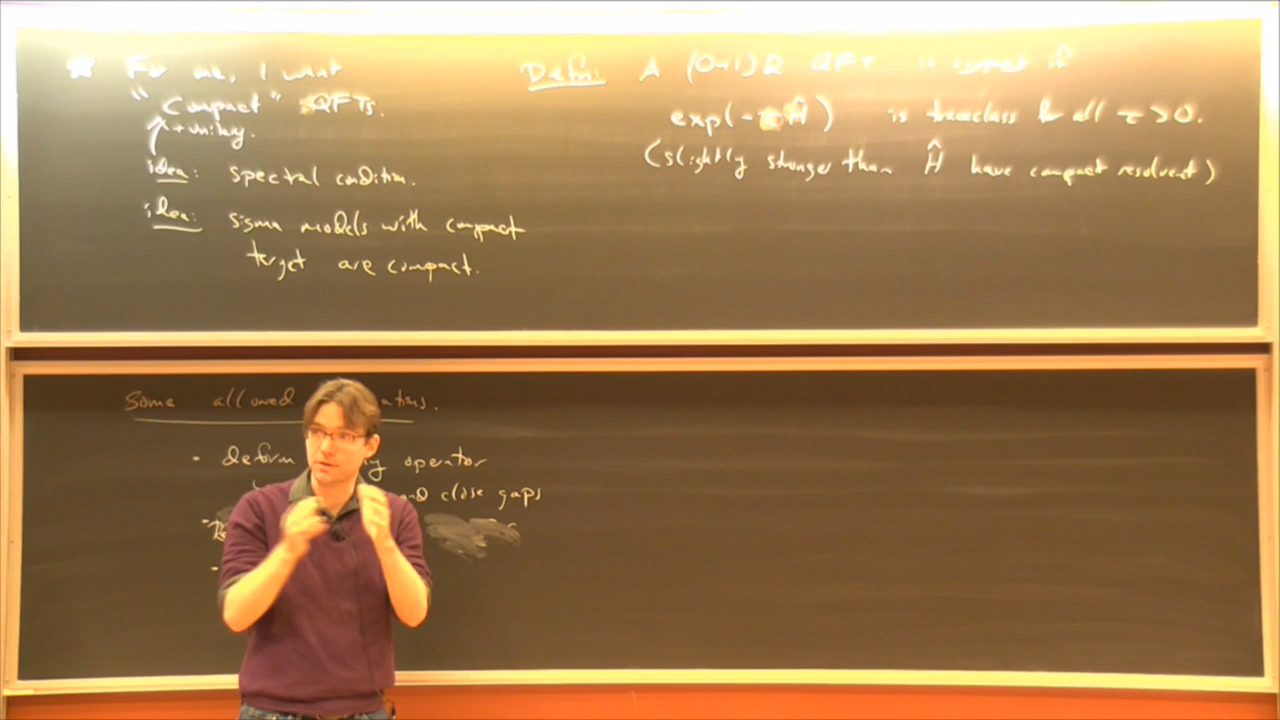 ☆ For me, I want
"Compact" SQFTs.
+ unitary.
idea: spectral condition.
idea: sigma models with compact
target are compact.
Defn: A (0+1)D QFT is compact if
exp(-τĤ) is traceclass for all τ>0.
(slightly stronger than Ĥ have compact resolvent)
Some allowed
· deform operator
and close gaps